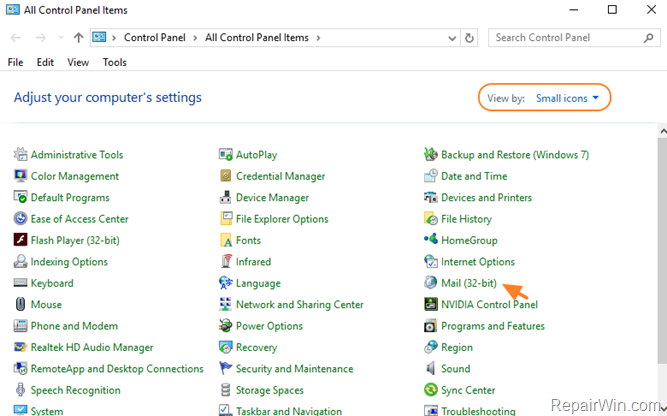 All Control Panel Items
Control Panel > All Control Panel Items >
Search Control Panel
File Edit View Tools
Adjust your computer's settings
View by: Small icons
Administrative Tools AutoPlay Backup and Restore (Windows 7)
Color Management Credential Manager Date and Time
Default Programs Device Manager Devices and Printers
Ease of Access Center File Explorer Options File History
Flash Player (32-bit) Fonts HomeGroup
Indexing Options Infrared Internet Options
Keyboard Language Mail (32-bit)
Mouse Network and Sharing Center NVIDIA Control Panel
Phone and Modem Power Options Programs and Features
Realtek HD Audio Manager Recovery Region
RemoteApp and Desktop Connections Security and Maintenance Sound
Speech Recognition Storage Spaces Sync Center
System Taskbar and Navigation Troubleshooting
RepairWin.com